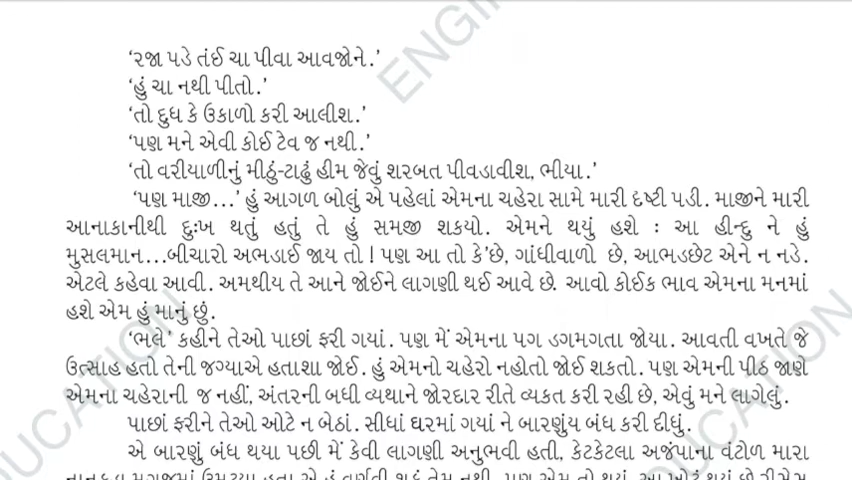 ‘રજા પડે તંઈ ચા પીવા આવજોને.’
‘હું ચા નથી પીતો.’
‘તો દુધ કે ઉકાળો કરી આલીશ.’
‘પણ મને એવી કોઈ ટેવ જ નથી.’
‘તો વરીયાળીનું મીઠું-ટાઢું હીમ જેવું શરબત પીવડાવીશ, ભીયા.’
‘પણ માજી...’ હું આગળ બોલું એ પહેલાં એમના ચહેરા સામે મારી દષ્ટી પડી. માજીને મારી
આનાકાનીથી દુઃખ થતું હતું તે હું સમજી શકયો. એમને થયું હશે : આ હીન્દુ ને હું
મુસલમાન...બીચારો અભડાઈ જાય તો ! પણ આ તો કે’છે, ગાંધીવાળો છે, આભડછેટ એને ન નડે.
એટલે કહેવા આવી. અમથીય તે આને જોઈને લાગણી થઈ આવે છે. આવો કોઈક ભાવ એમના મનમાં
હશે એમ હું માનું છું.
‘ભલે’ કહીને તેઓ પાછાં ફરી ગયાં. પણ મેં એમના પગ ડગમગતા જોયા. આવતી વખતે જે
ઉત્સાહ હતો તેની જગ્યાએ હતાશા જોઈ. હું એમનો ચહેરો નહોતો જોઈ શકતો. પણ એમની પીઠ જાણે
એમના ચહેરાની જ નહીં, અંતરની બધી વ્યથાને જોરદાર રીતે વ્યકત કરી રહી છે, એવું મને લાગેલું.
પાછાં ફરીને તેઓ ઓટે ન બેઠાં. સીધાં ઘરમાં ગયાં ને બારણુંય બંધ કરી દીધું.
એ બારણું બંધ થયા પછી મેં કેવી લાગણી અનુભવી હતી, કેટકેટલા અજંપાના વંટોળ મારા